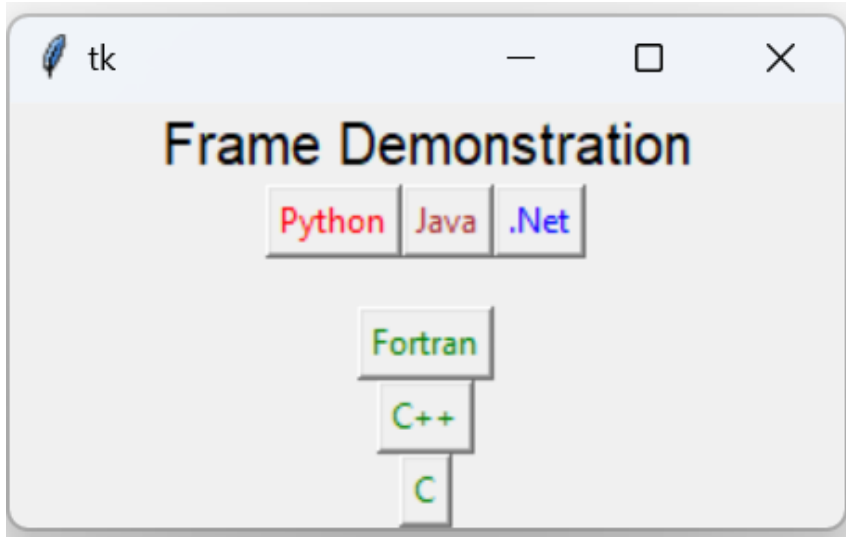 tk
Frame Demonstration
Python Java .Net
Fortran
C++
C